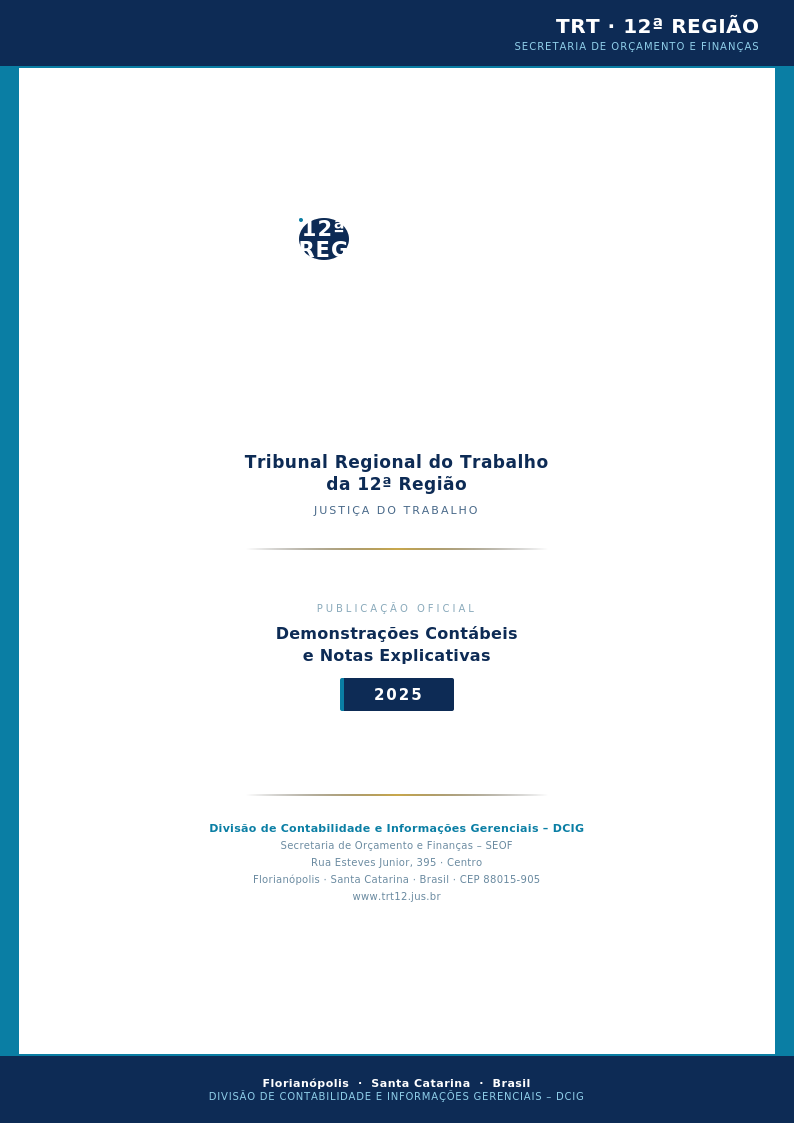 TRT · 12ª REGIÃO
SECRETARIA DE ORÇAMENTO E FINANÇAS
12ª
REG
Tribunal Regional do Trabalho
da 12ª Região
JUSTIÇA DO TRABALHO
PUBLICAÇÃO OFICIAL
Demonstrações Contábeis
e Notas Explicativas
2025
Divisão de Contabilidade e Informações Gerenciais – DCIG
Secretaria de Orçamento e Finanças – SEOF
Rua Esteves Junior, 395 · Centro
Florianópolis · Santa Catarina · Brasil · CEP 88015-905
www.trt12.jus.br
Florianópolis · Santa Catarina · Brasil
DIVISÃO DE CONTABILIDADE E INFORMAÇÕES GERENCIAIS – DCIG